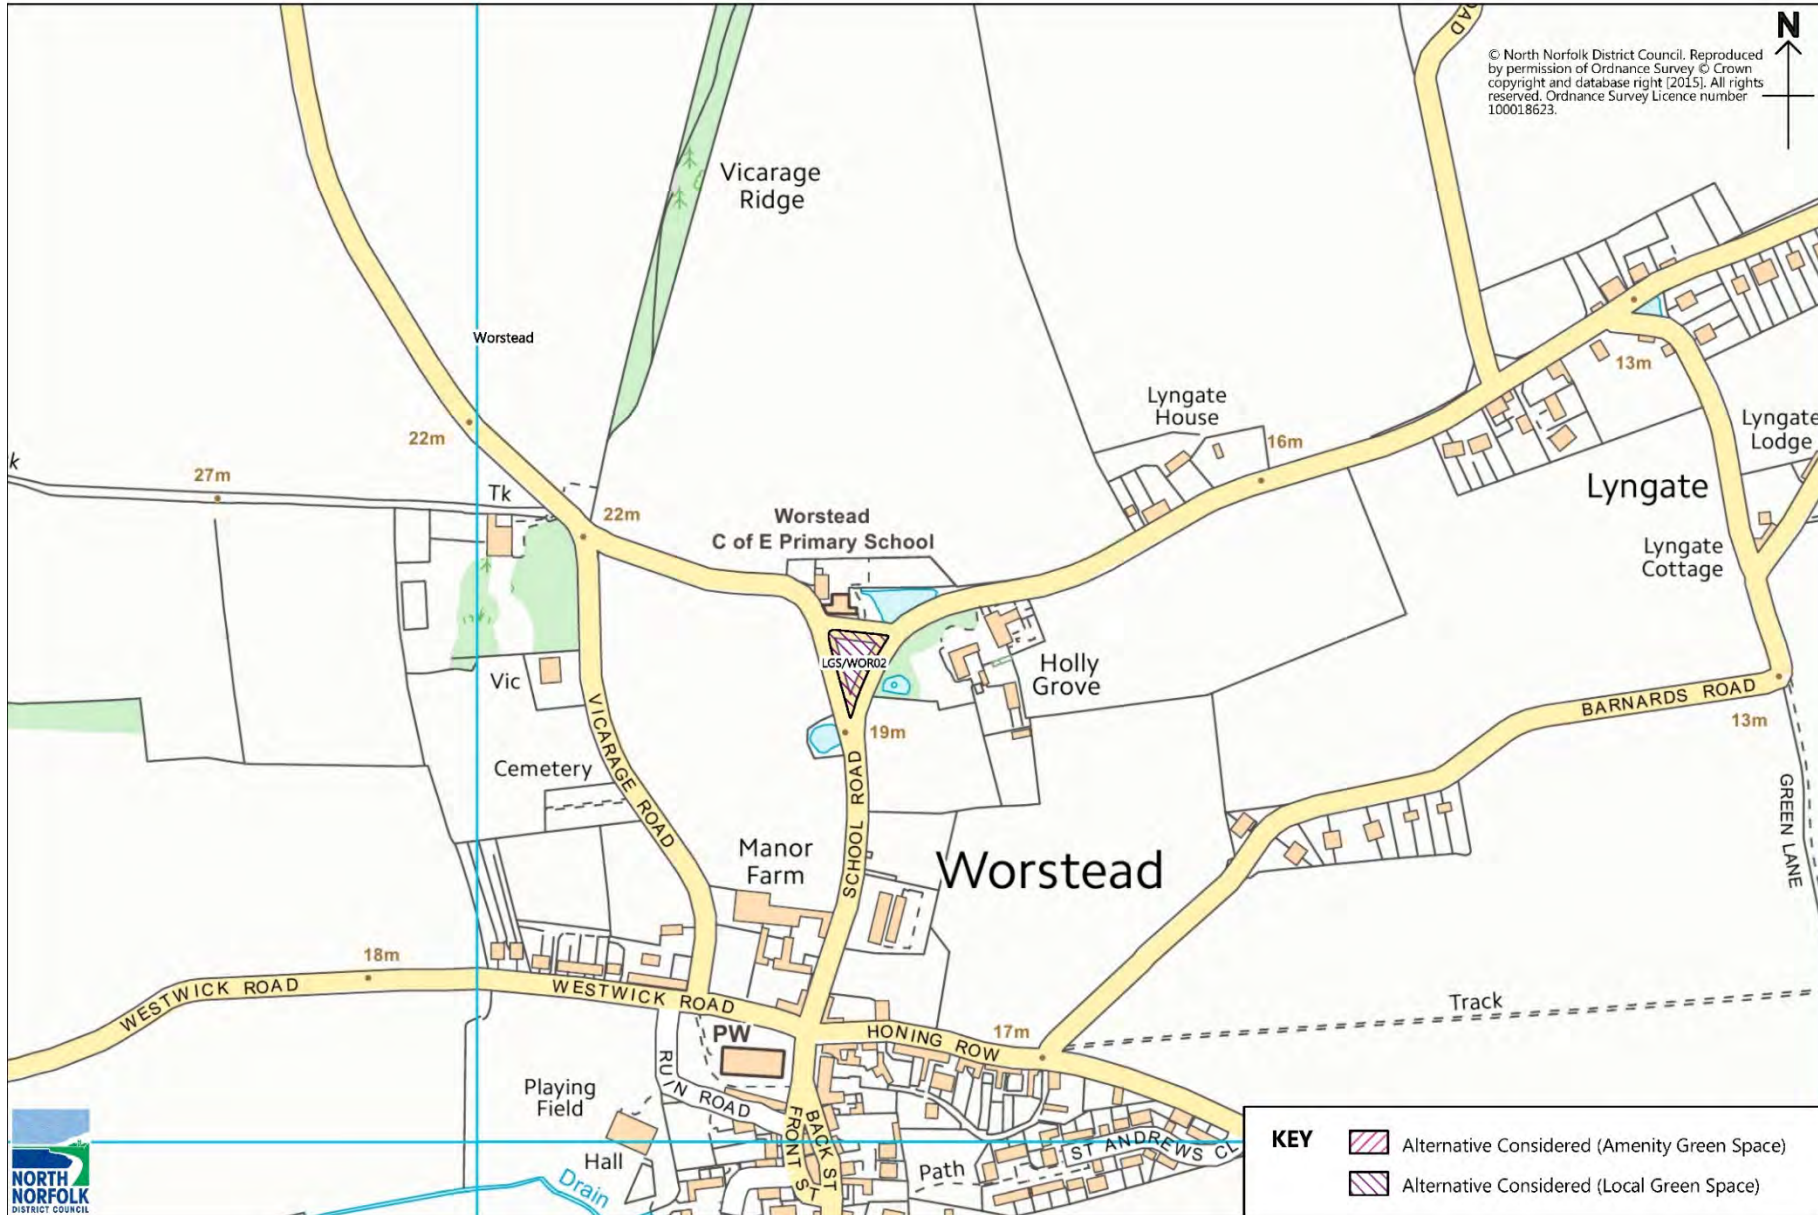 OAD
N
© North Norfolk District Council. Reproduced
by permission of Ordnance Survey © Crown
copyright and database right [2015]. All rights
reserved. Ordnance Survey Licence number
100018623.
Vicarage
Ridge
Worstead
22m
27m
Tk
k
22m
Worstead
C of E Primary School
Lyngate
House
16m
13m
Lyngate
Lodge
Lyngate
Lyngate
Cottage
LGS/WOR02
Holly
Grove
Vic
19m
BARNARDS ROAD
13m
VICARAGE ROAD
Cemetery
SCHOOL ROAD
GREEN LANE
Manor
Farm
Worstead
18m
WESTWICK ROAD
WESTWICK ROAD
PW
HONING ROW
17m
Track
RUIN ROAD
Playing
Field
FRONT ST
BACK ST
Hall
Drain
Path
ST ANDREWS CL
KEY
Alternative Considered (Amenity Green Space)
Alternative Considered (Local Green Space)
NORTH
NORFOLK
DISTRICT COUNCIL